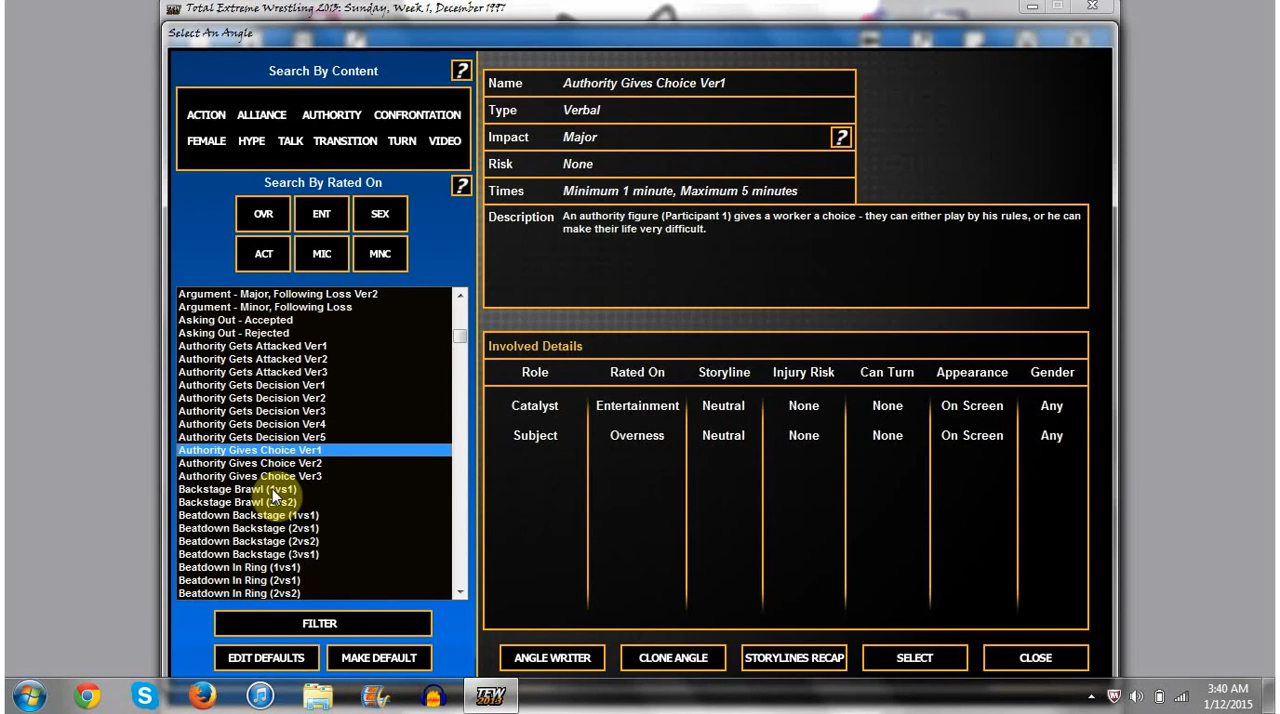 Total Extreme Wrestling 2013: Sunday, Week 1, December 1997
Select An Angle
Search By Content
?
ACTION ALLIANCE AUTHORITY CONFRONTATION
FEMALE HYPE TALK TRANSITION TURN VIDEO
Search By Rated On
?
OVR ENT SEX
ACT MIC MNC
Argument - Major, Following Loss Ver2
Argument - Minor, Following Loss
Asking Out - Accepted
Asking Out - Rejected
Authority Gets Attacked Ver1
Authority Gets Attacked Ver2
Authority Gets Attacked Ver3
Authority Gets Decision Ver1
Authority Gets Decision Ver2
Authority Gets Decision Ver3
Authority Gets Decision Ver4
Authority Gets Decision Ver5
Authority Gives Choice Ver1
Authority Gives Choice Ver2
Authority Gives Choice Ver3
Backstage Brawl (1vs1)
Backstage Brawl (2vs2)
Beatdown Backstage (1vs1)
Beatdown Backstage (2vs1)
Beatdown Backstage (2vs2)
Beatdown Backstage (3vs1)
Beatdown In Ring (1vs1)
Beatdown In Ring (2vs1)
Beatdown In Ring (2vs2)
FILTER
EDIT DEFAULTS MAKE DEFAULT
Name Authority Gives Choice Ver1
Type Verbal
Impact Major ?
Risk None
Times Minimum 1 minute, Maximum 5 minutes
Description An authority figure (Participant 1) gives a worker a choice - they can either play by his rules, or he can
make their life very difficult.
Involved Details
Role Rated On Storyline Injury Risk Can Turn Appearance Gender
Catalyst Entertainment Neutral None None On Screen Any
Subject Overness Neutral None None On Screen Any
ANGLE WRITER CLONE ANGLE STORYLINES RECAP SELECT CLOSE
TEW
2013
3:40 AM
1/12/2015